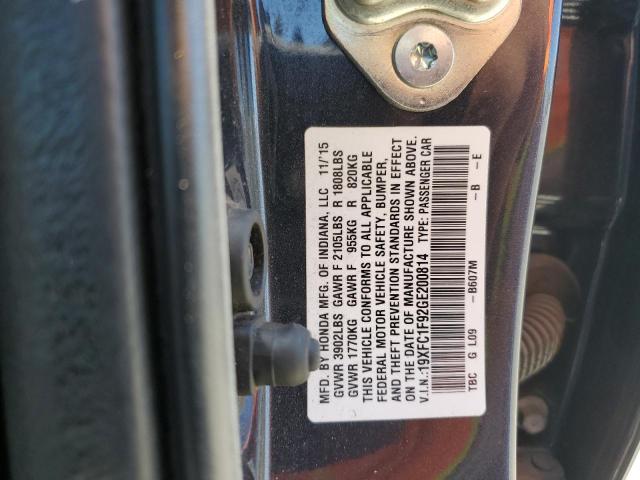 MFD. BY HONDA MFG. OF INDIANA, LLC 11/'15
GVWR 3902LBS GAWR F 2105LBS R 1808LBS
GVWR 1770KG GAWR F 955KG R 820KG
THIS VEHICLE CONFORMS TO ALL APPLICABLE
FEDERAL MOTOR VEHICLE SAFETY, BUMPER,
AND THEFT PREVENTION STANDARDS IN EFFECT
ON THE DATE OF MANUFACTURE SHOWN ABOVE.
V.I.N.:19XFC1F92GE200814 TYPE: PASSENGER CAR
TBC G L09 – B607M – B – E